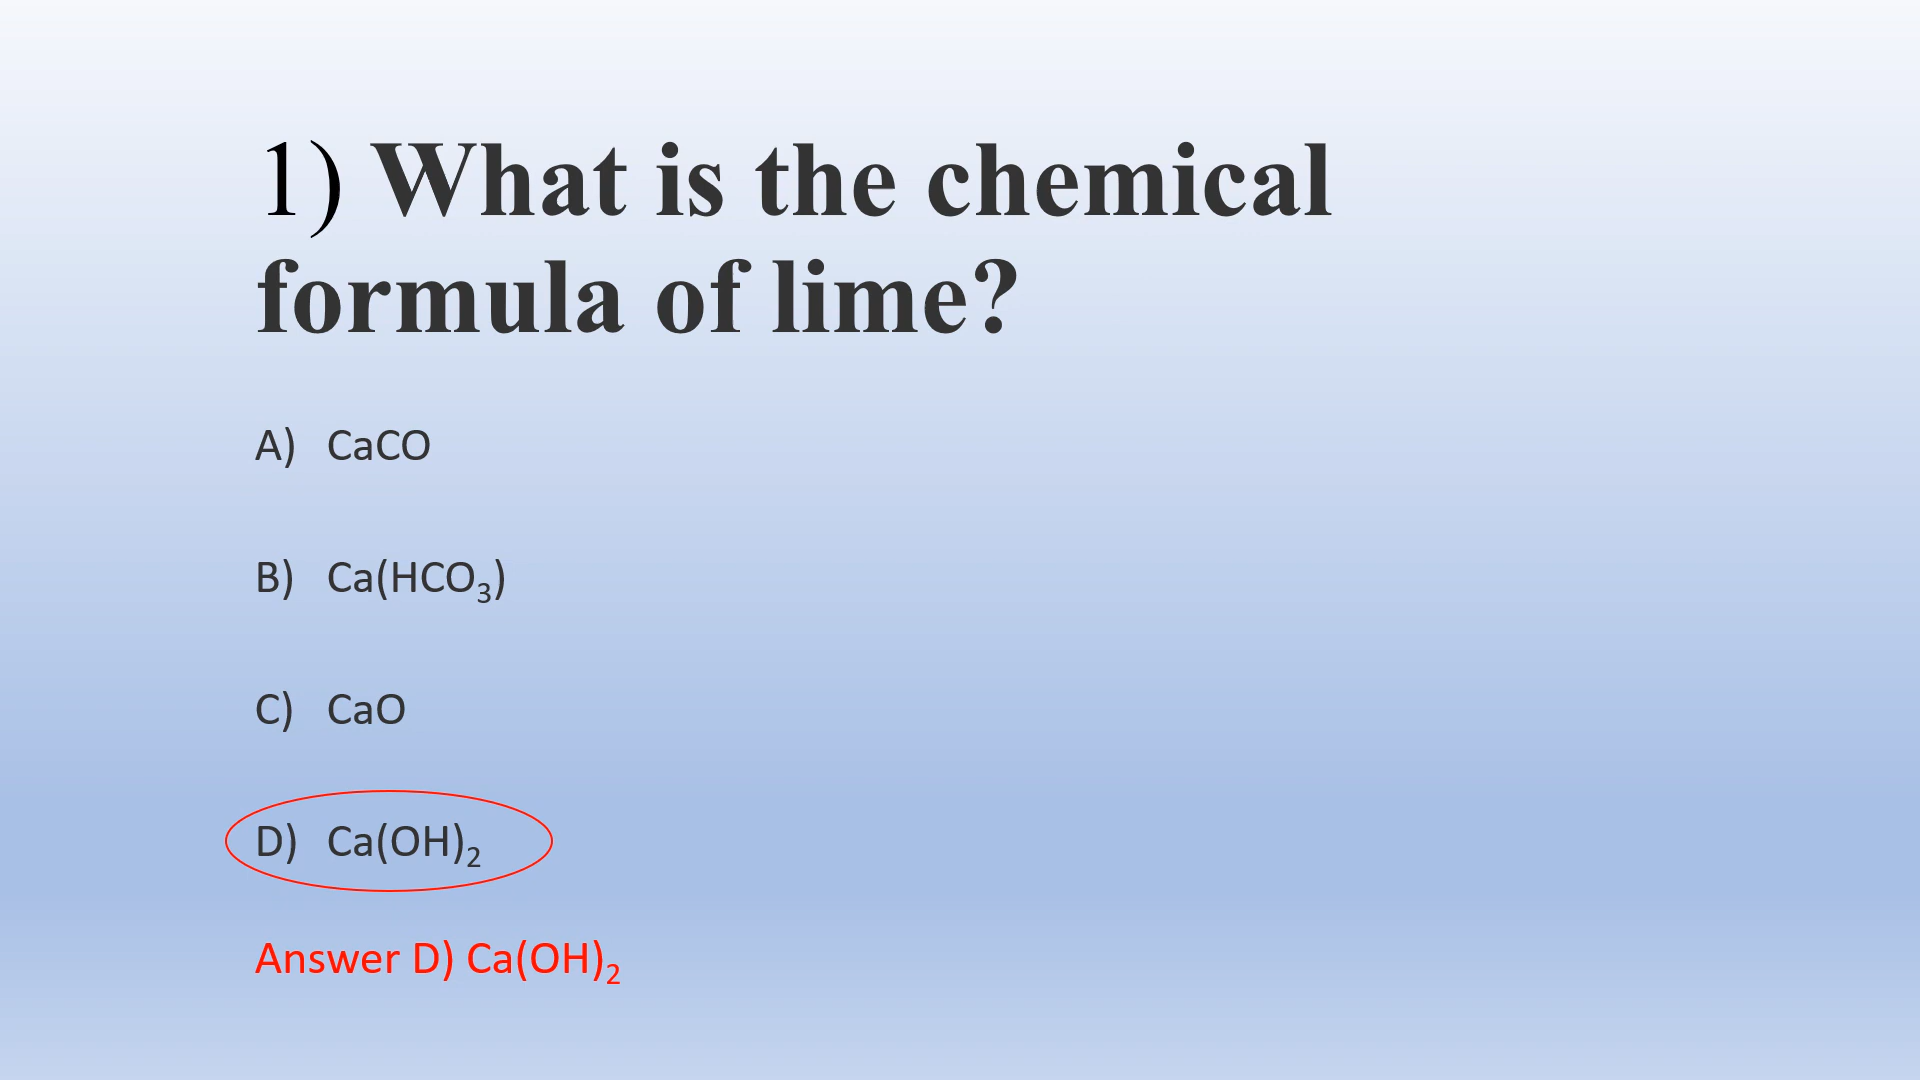 1) What is the chemical
formula of lime?
A) CaCO
B) Ca(HCO₃)
C) CaO
D) Ca(OH)₂
Answer D) Ca(OH)₂